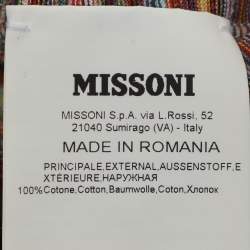 MISSONI
MISSONI S.p.A. via L.Rossi, 52
21040 Sumirago (VA) - Italy
MADE IN ROMANIA
PRINCIPALE,EXTERNAL,AUSSENSTOFF,E
XTÉRIEURE,НАРУЖНАЯ
100%Cotone,Cotton,Baumwolle,Coton,Хлопок